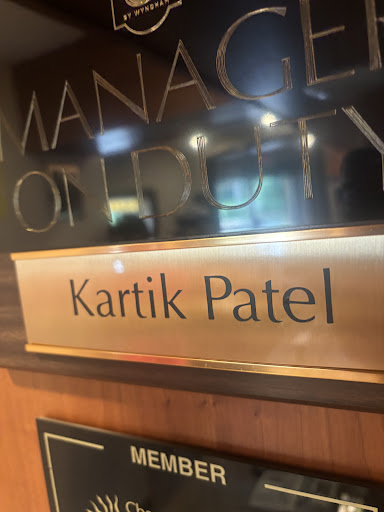 BY WYNDHAM
MANAGER
ON DUTY
Kartik Patel
MEMBER